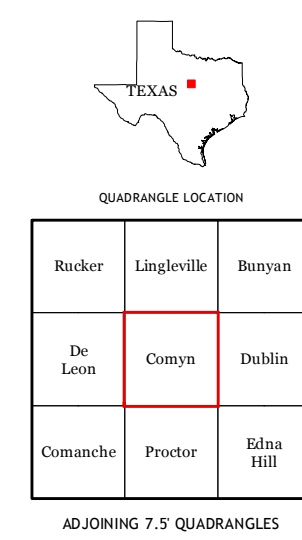 TEXAS
QUADRANGLE LOCATION
Rucker Lingleville Bunyan
De
Leon
Comyn Dublin
Comanche Proctor Edna
Hill
ADJOINING 7.5' QUADRANGLES